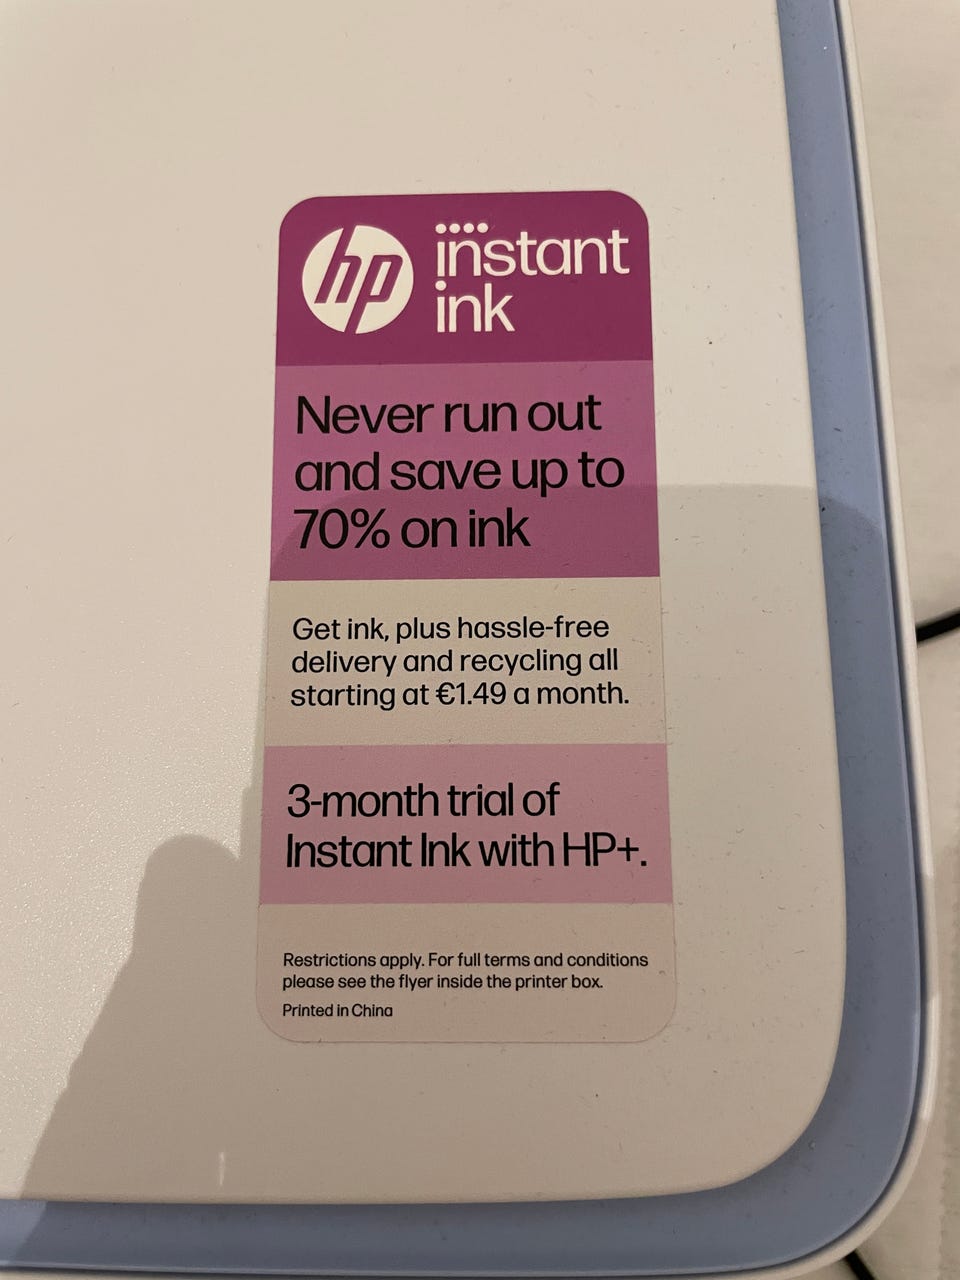 hp instant
ink
Never run out
and save up to
70% on ink
Get ink, plus hassle-free
delivery and recycling all
starting at €1.49 a month.
3-month trial of
Instant Ink with HP+.
Restrictions apply. For full terms and conditions
please see the flyer inside the printer box.
Printed in China